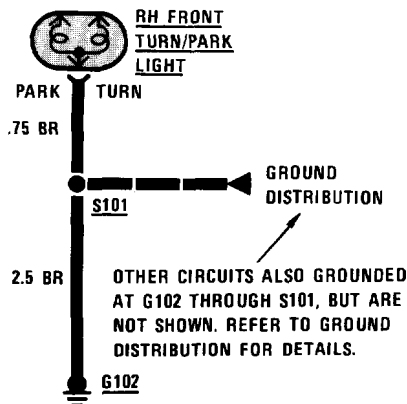 RH FRONT
TURN/PARK
LIGHT
PARK TURN
.75 BR
GROUND
DISTRIBUTION
S101
2.5 BR
OTHER CIRCUITS ALSO GROUNDED
AT G102 THROUGH S101, BUT ARE
NOT SHOWN. REFER TO GROUND
DISTRIBUTION FOR DETAILS.
G102